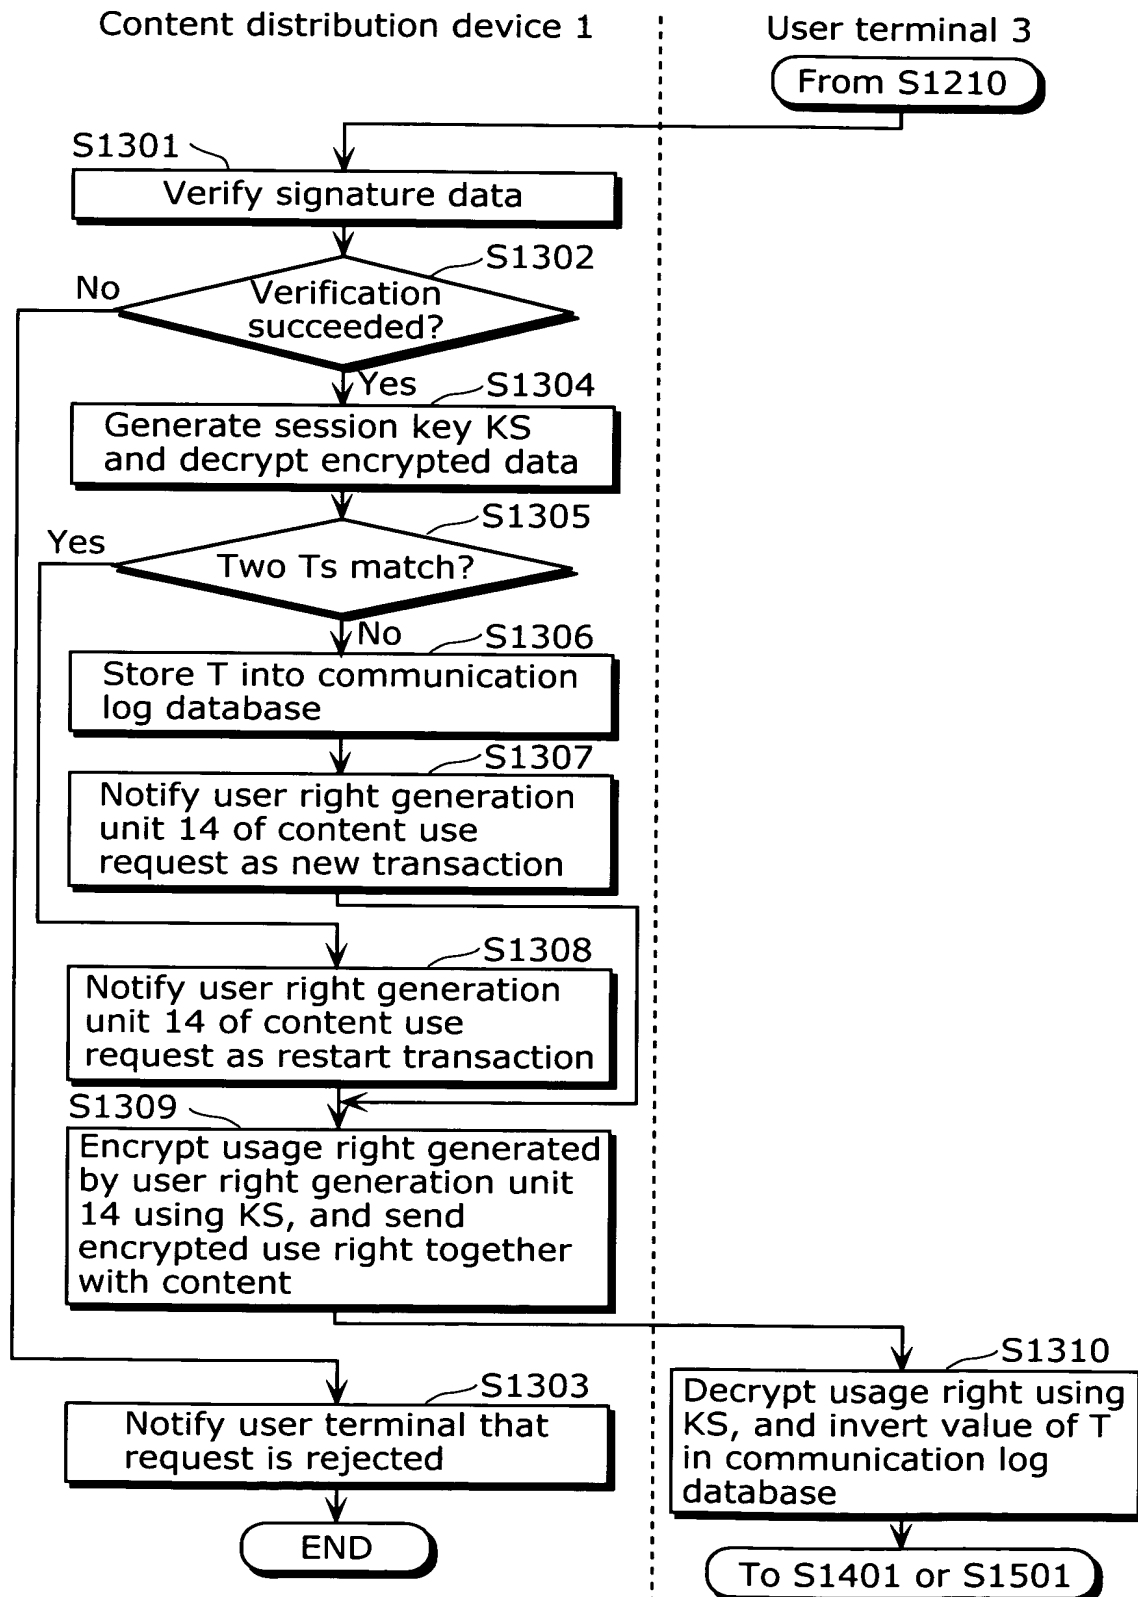 Content distribution device 1
User terminal 3
From S1210
S1301
Verify signature data
S1302
No
Verification
succeeded?
Yes
S1304
Generate session key KS
and decrypt encrypted data
S1305
Yes
Two Ts match?
No
S1306
Store T into communication
log database
S1307
Notify user right generation
unit 14 of content use
request as new transaction
S1308
Notify user right generation
unit 14 of content use
request as restart transaction
S1309
Encrypt usage right generated
by user right generation unit
14 using KS, and send
encrypted use right together
with content
S1310
Decrypt usage right using
KS, and invert value of T
in communication log
database
S1303
Notify user terminal that
request is rejected
END
To S1401 or S1501